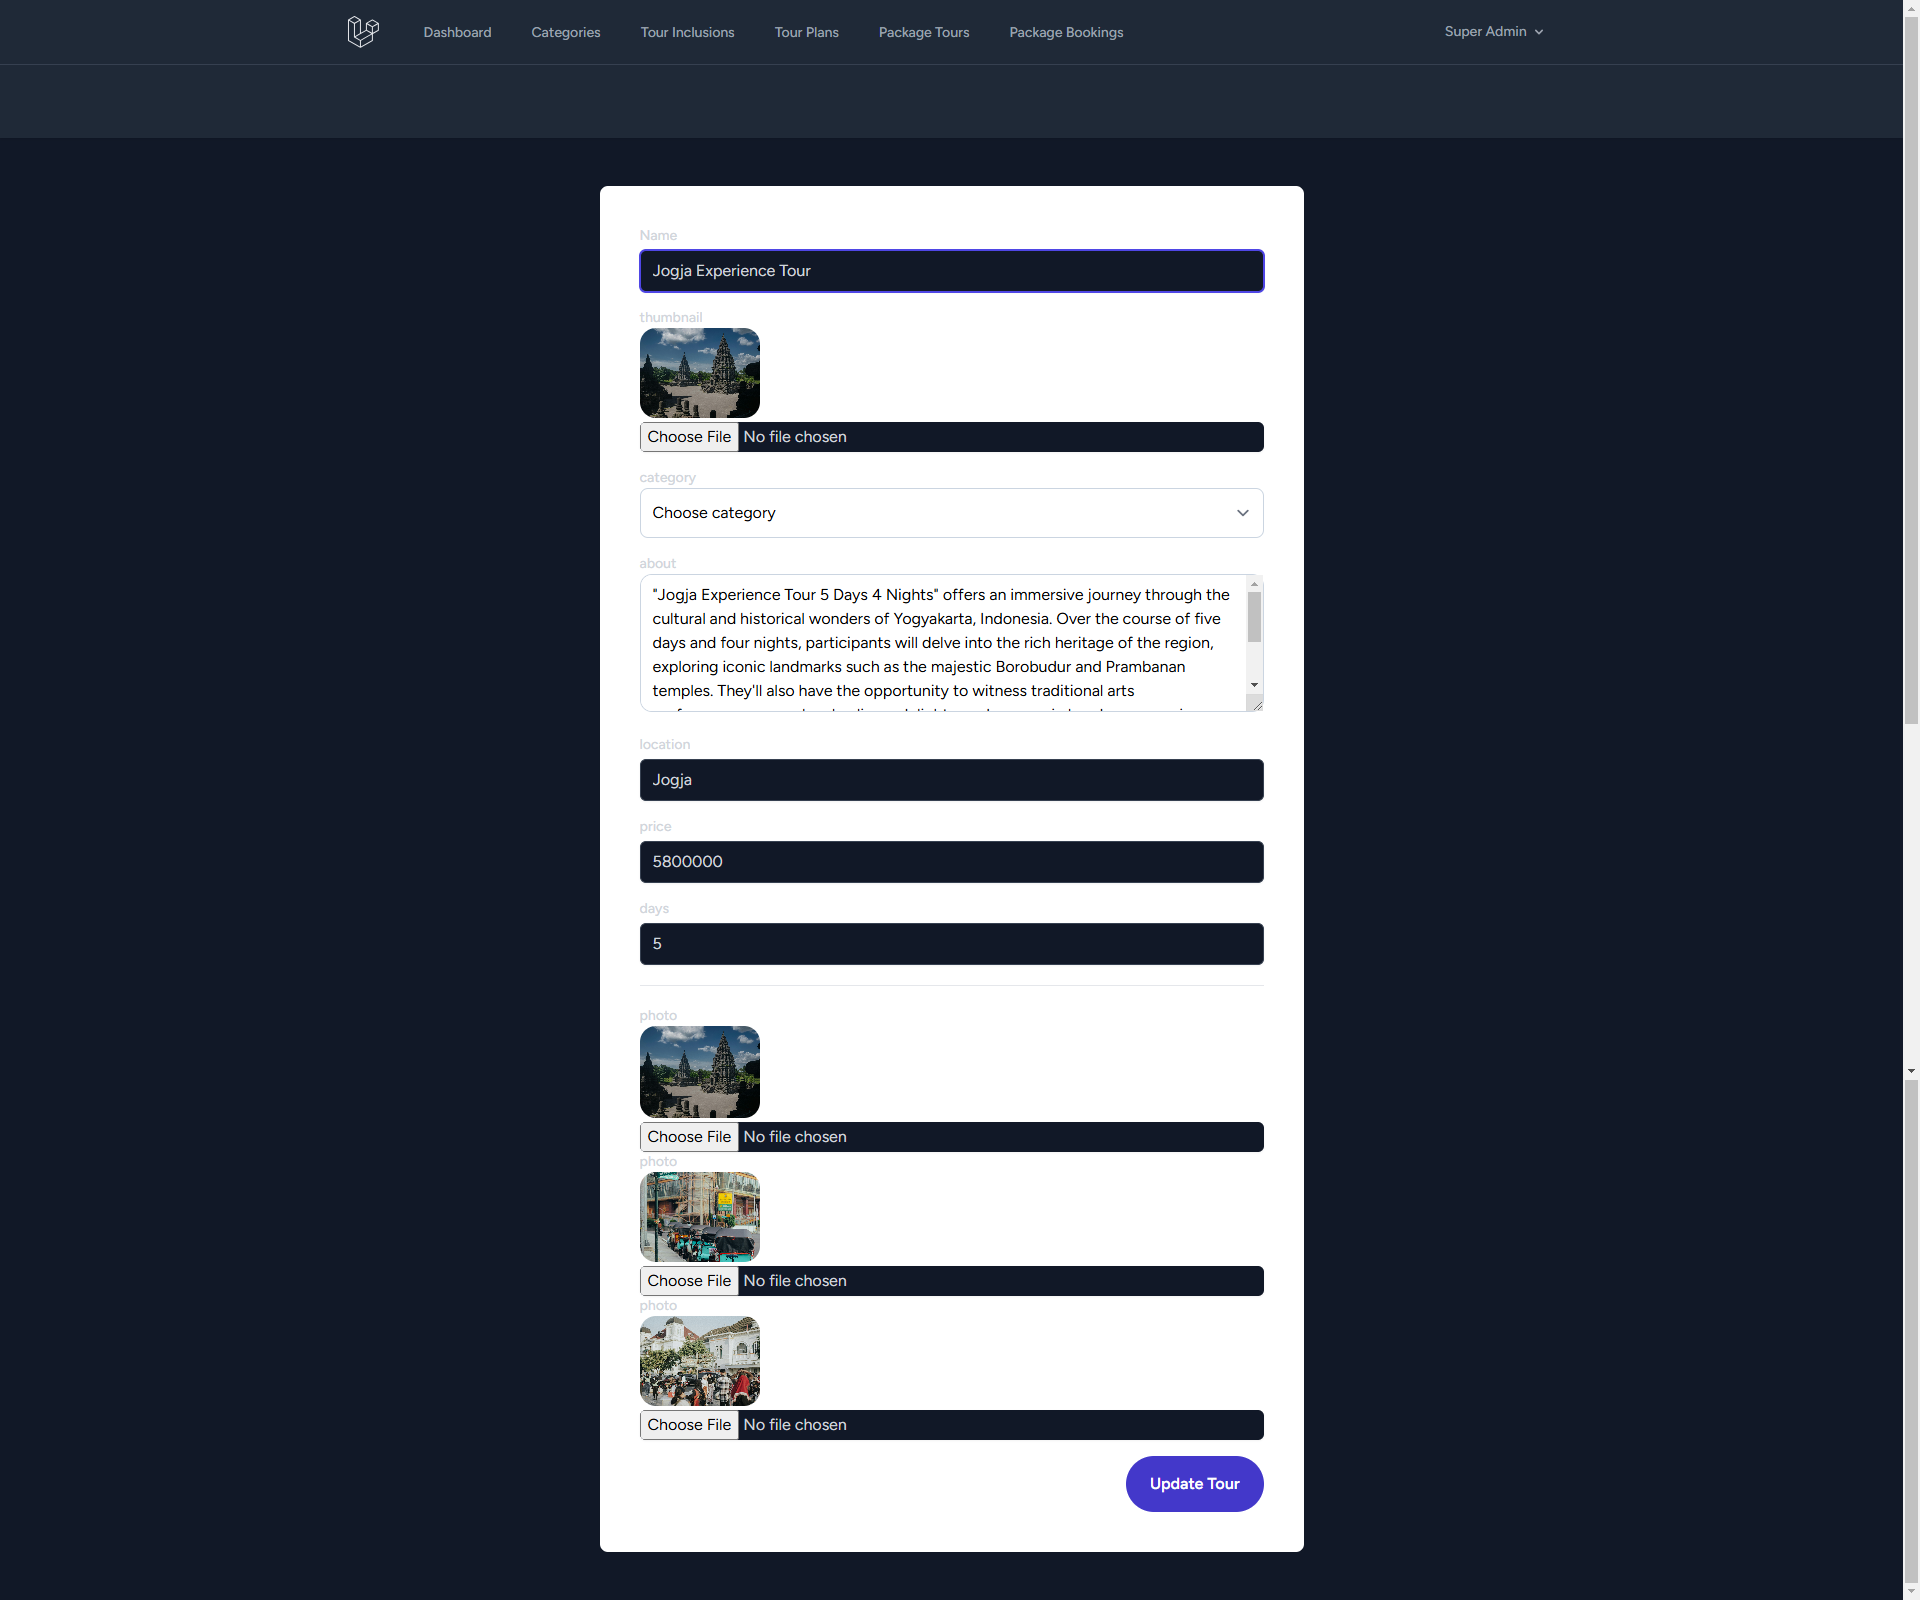 Dashboard
Categories
Tour Inclusions
Tour Plans
Package Tours
Package Bookings
Super Admin
Name
Jogja Experience Tour
thumbnail
Choose File No file chosen
category
Choose category
about
"Jogja Experience Tour 5 Days 4 Nights" offers an immersive journey through the
cultural and historical wonders of Yogyakarta, Indonesia. Over the course of five
days and four nights, participants will delve into the rich heritage of the region,
exploring iconic landmarks such as the majestic Borobudur and Prambanan
temples. They'll also have the opportunity to witness traditional arts
location
Jogja
price
5800000
days
5
photo
Choose File No file chosen
photo
Choose File No file chosen
photo
Choose File No file chosen
Update Tour